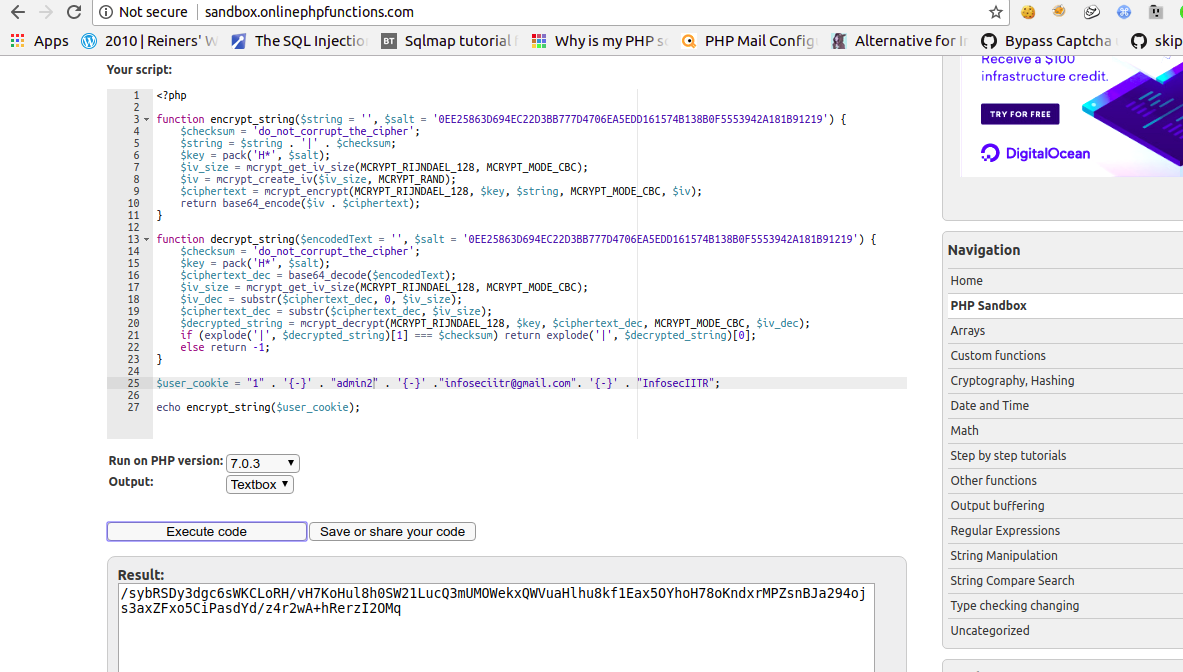 Not secure | sandbox.onlinephpfunctions.com
Apps 2010 | Reiners' W The SQL Injectio BT Sqlmap tutorial Why is my PHP sc PHP Mail Config Alternative for I Bypass Captcha skip
Your script:
1 <?php
2
3 function encrypt_string($string = '', $salt = '0EE25863D694EC22D3BB777D4706EA5EDD161574B138B0F5553942A181B91219') {
4 $checksum = 'do_not_corrupt_the_cipher';
5 $string = $string . '|' . $checksum;
6 $key = pack('H*', $salt);
7 $iv_size = mcrypt_get_iv_size(MCRYPT_RIJNDAEL_128, MCRYPT_MODE_CBC);
8 $iv = mcrypt_create_iv($iv_size, MCRYPT_RAND);
9 $ciphertext = mcrypt_encrypt(MCRYPT_RIJNDAEL_128, $key, $string, MCRYPT_MODE_CBC, $iv);
10 return base64_encode($iv . $ciphertext);
11 }
12
13 function decrypt_string($encodedText = '', $salt = '0EE25863D694EC22D3BB777D4706EA5EDD161574B138B0F5553942A181B91219') {
14 $checksum = 'do_not_corrupt_the_cipher';
15 $key = pack('H*', $salt);
16 $ciphertext_dec = base64_decode($encodedText);
17 $iv_size = mcrypt_get_iv_size(MCRYPT_RIJNDAEL_128, MCRYPT_MODE_CBC);
18 $iv_dec = substr($ciphertext_dec, 0, $iv_size);
19 $ciphertext_dec = substr($ciphertext_dec, $iv_size);
20 $decrypted_string = mcrypt_decrypt(MCRYPT_RIJNDAEL_128, $key, $ciphertext_dec, MCRYPT_MODE_CBC, $iv_dec);
21 if (explode('|', $decrypted_string)[1] === $checksum) return explode('|', $decrypted_string)[0];
22 else return -1;
23 }
24
25 $user_cookie = "1" . '{-}' . "admin2" . '{-}' ."infoseciitr@gmail.com". '{-}' . "InfosecIITR";
26
27 echo encrypt_string($user_cookie);
Run on PHP version: 7.0.3
Output: Textbox
Execute code Save or share your code
Result:
/sybRSDy3dgc6sWKCLoRH/vH7KoHul8h0SW21LucQ3mUMOWekxQWVuaHlhu8kf1Eax5OYhoH78oKndxrMPZsnBJa294oj
s3axZFxo5CiPasdYd/z4r2wA+hRerzI2OMq
Receive a $100
infrastructure credit.
TRY FOR FREE
DigitalOcean
Navigation
Home
PHP Sandbox
Arrays
Custom functions
Cryptography, Hashing
Date and Time
Math
Step by step tutorials
Other functions
Output buffering
Regular Expressions
String Manipulation
String Compare Search
Type checking changing
Uncategorized